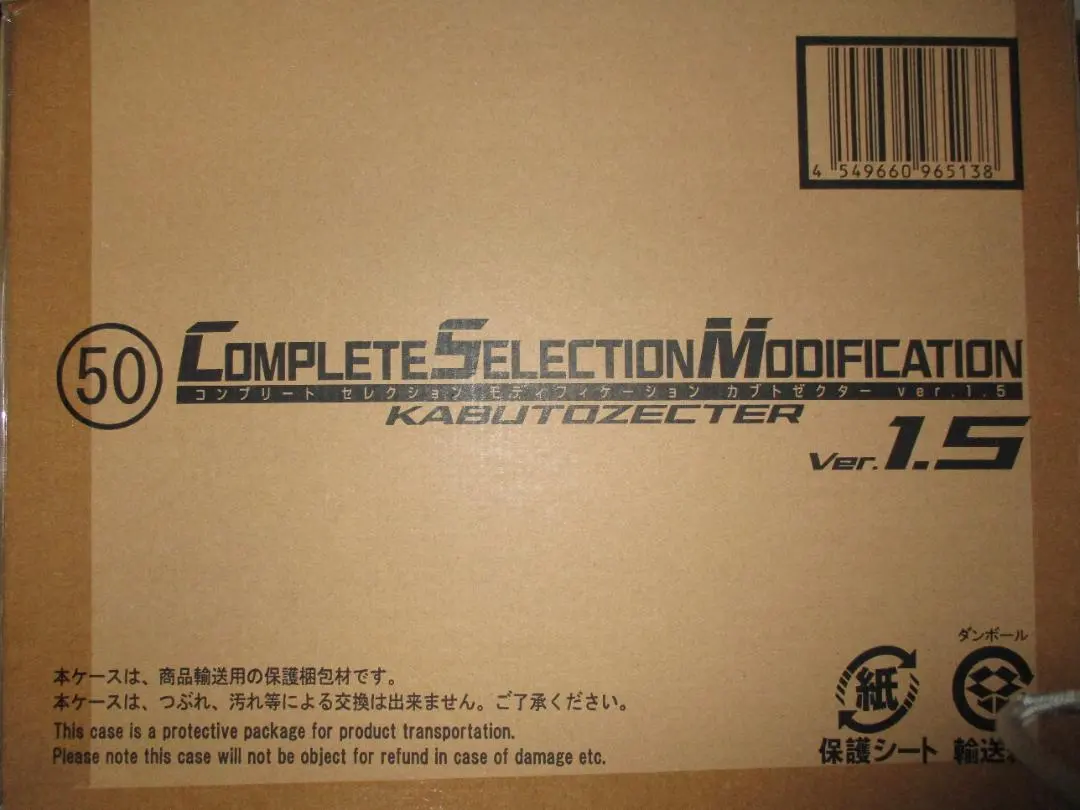 4 549660 965138
50
COMPLETE SELECTION MODIFICATION
コンプリート セレクション モディフィケーション カブトゼクター ver.1.5
KABUTOZECTER
Ver.1.5
本ケースは、商品輸送用の保護梱包材です。
本ケースは、つぶれ、汚れ等による交換は出来ません。ご了承ください。
This case is a protective package for product transportation.
Please note this case will not be object for refund in case of damage etc.
紙
保護シート
ダンボール
輸送